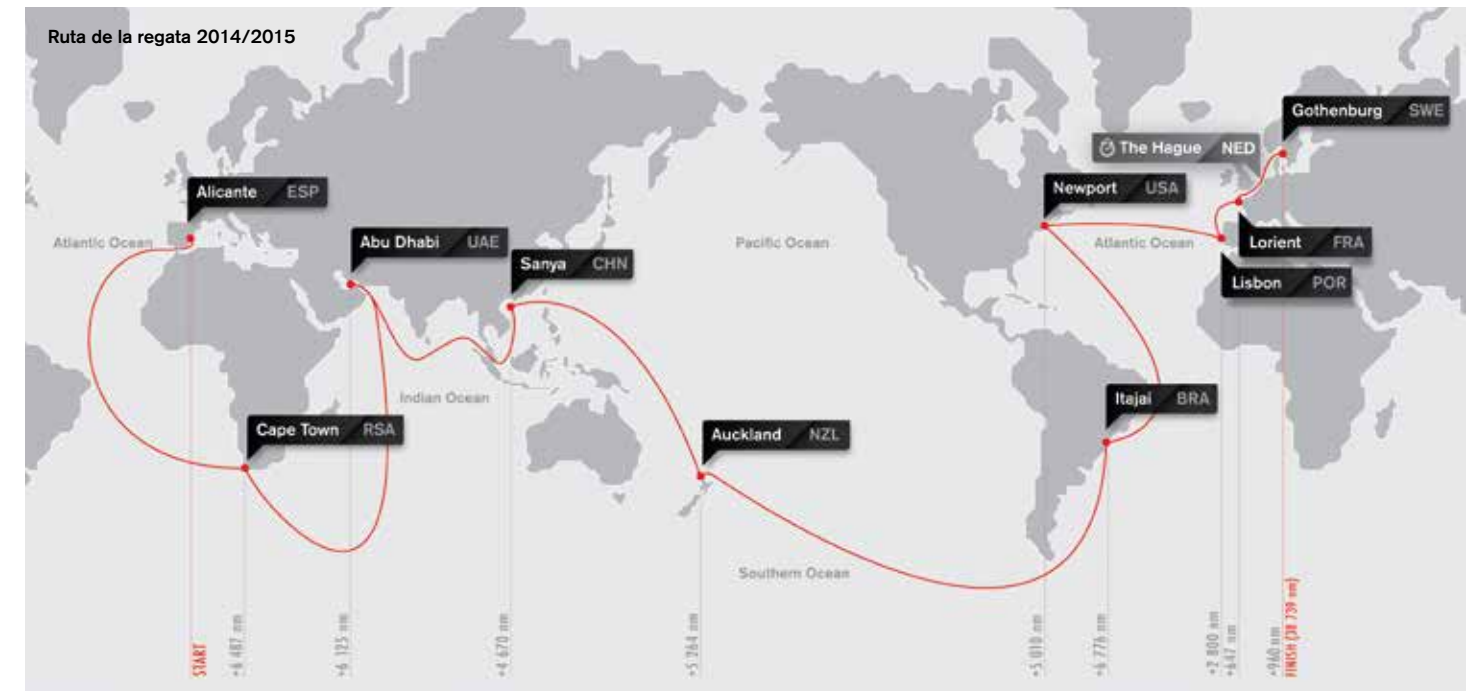 Ruta de la regata 2014/2015
Gothenburg SWE
The Hague NED
Alicante ESP
Newport USA
Atlantic Ocean
Abu Dhabi UAE
Pacific Ocean
Atlantic Ocean
Lorient FRA
Sanya CHN
Lisbon POR
Indian Ocean
Itajaí BRA
Cape Town RSA
Auckland NZL
Southern Ocean
START
+6 487 nm
+6 125 nm
+4 670 nm
+5 264 nm
+5 010 nm
+6 776 nm
+2 800 nm
+647 nm
+960 nm
FINISH (38 739 nm)